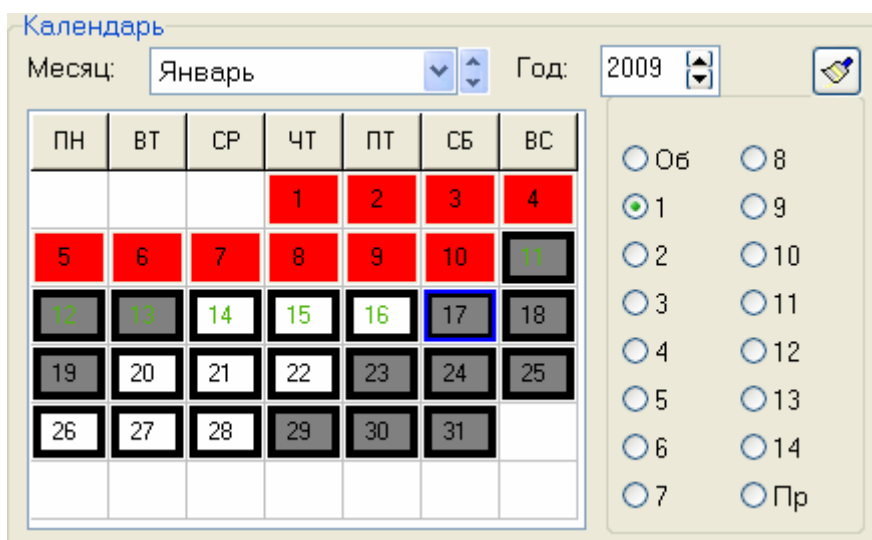 Календарь
Месяц: Январь Год: 2009
ПН ВТ СР ЧТ ПТ СБ ВС
1 2 3 4
5 6 7 8 9 10 11
12 13 14 15 16 17 18
19 20 21 22 23 24 25
26 27 28 29 30 31
Об 8
1 9
2 10
3 11
4 12
5 13
6 14
7 Пр